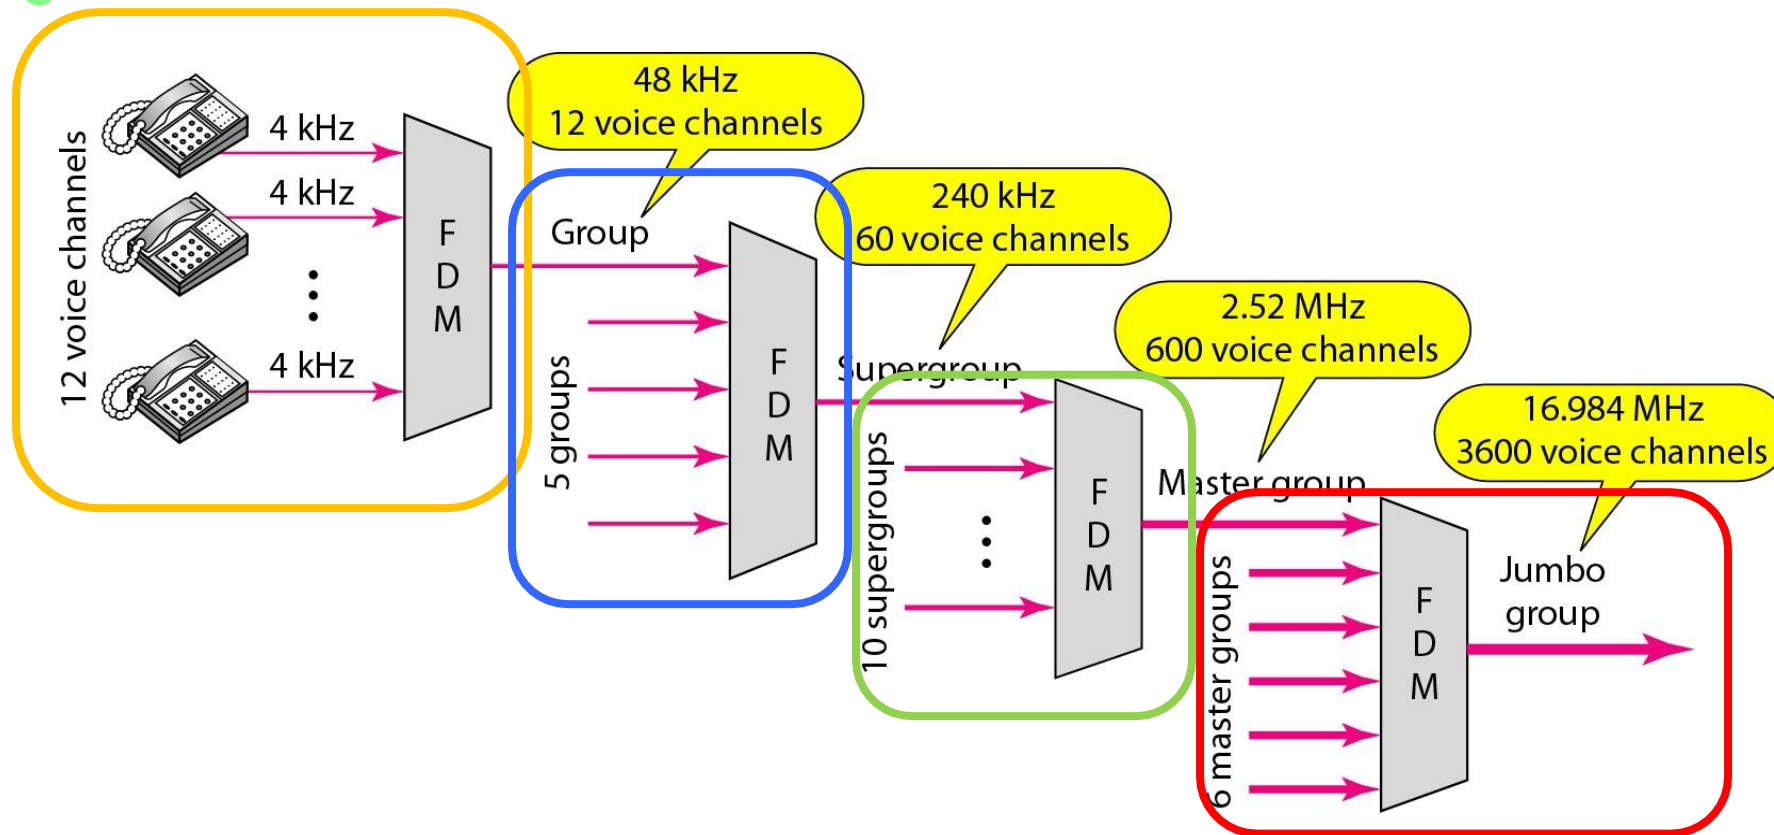 12 voice channels
4 kHz
4 kHz
4 kHz
F
D
M
48 kHz
12 voice channels
Group
5 groups
F
D
M
240 kHz
60 voice channels
Supergroup
10 supergroups
F
D
M
2.52 MHz
600 voice channels
Master group
6 master groups
F
D
M
16.984 MHz
3600 voice channels
Jumbo
group